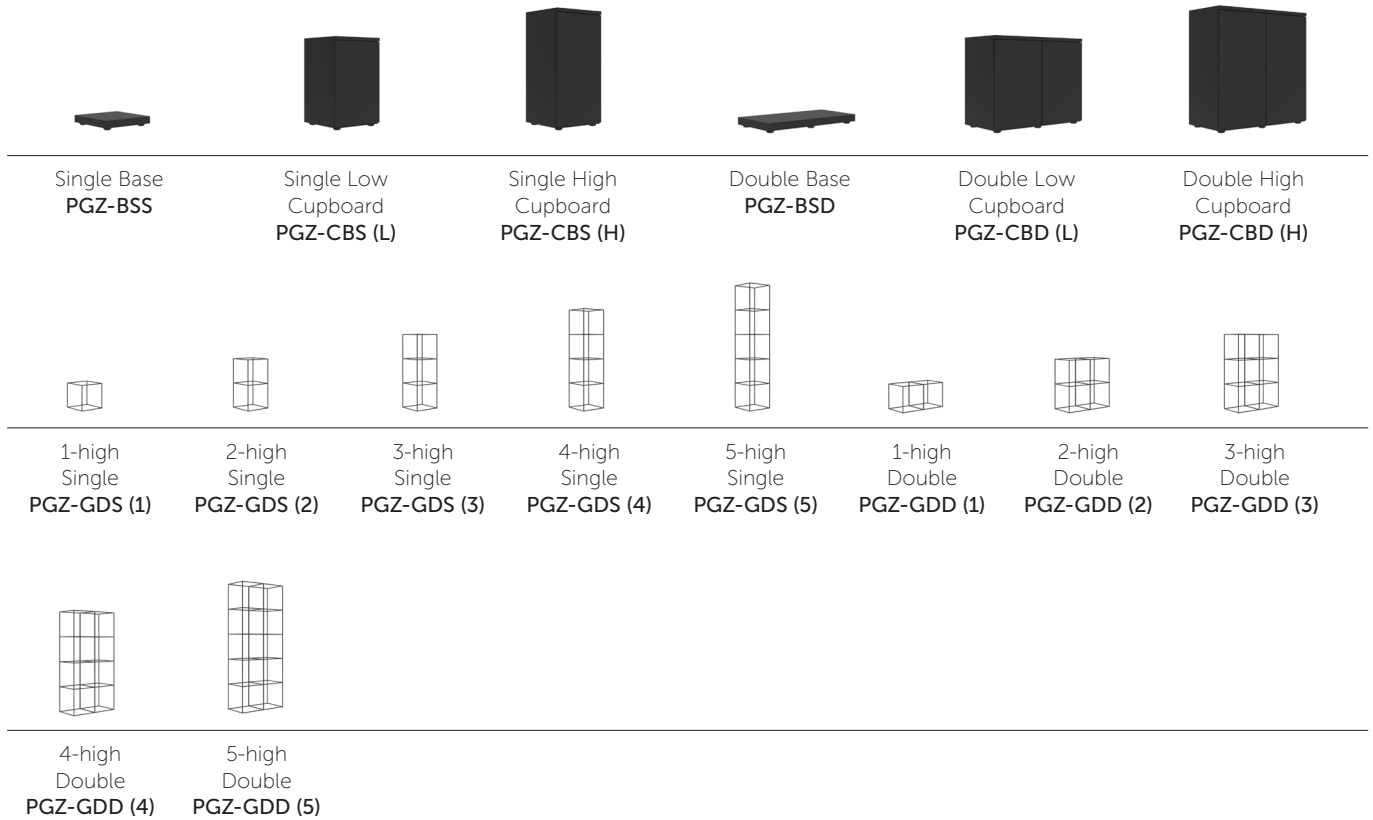 Single Base
PGZ-BSS
Single Low
Cupboard
PGZ-CBS (L)
Single High
Cupboard
PGZ-CBS (H)
Double Base
PGZ-BSD
Double Low
Cupboard
PGZ-CBD (L)
Double High
Cupboard
PGZ-CBD (H)
1-high
Single
PGZ-GDS (1)
2-high
Single
PGZ-GDS (2)
3-high
Single
PGZ-GDS (3)
4-high
Single
PGZ-GDS (4)
5-high
Single
PGZ-GDS (5)
1-high
Double
PGZ-GDD (1)
2-high
Double
PGZ-GDD (2)
3-high
Double
PGZ-GDD (3)
4-high
Double
PGZ-GDD (4)
5-high
Double
PGZ-GDD (5)